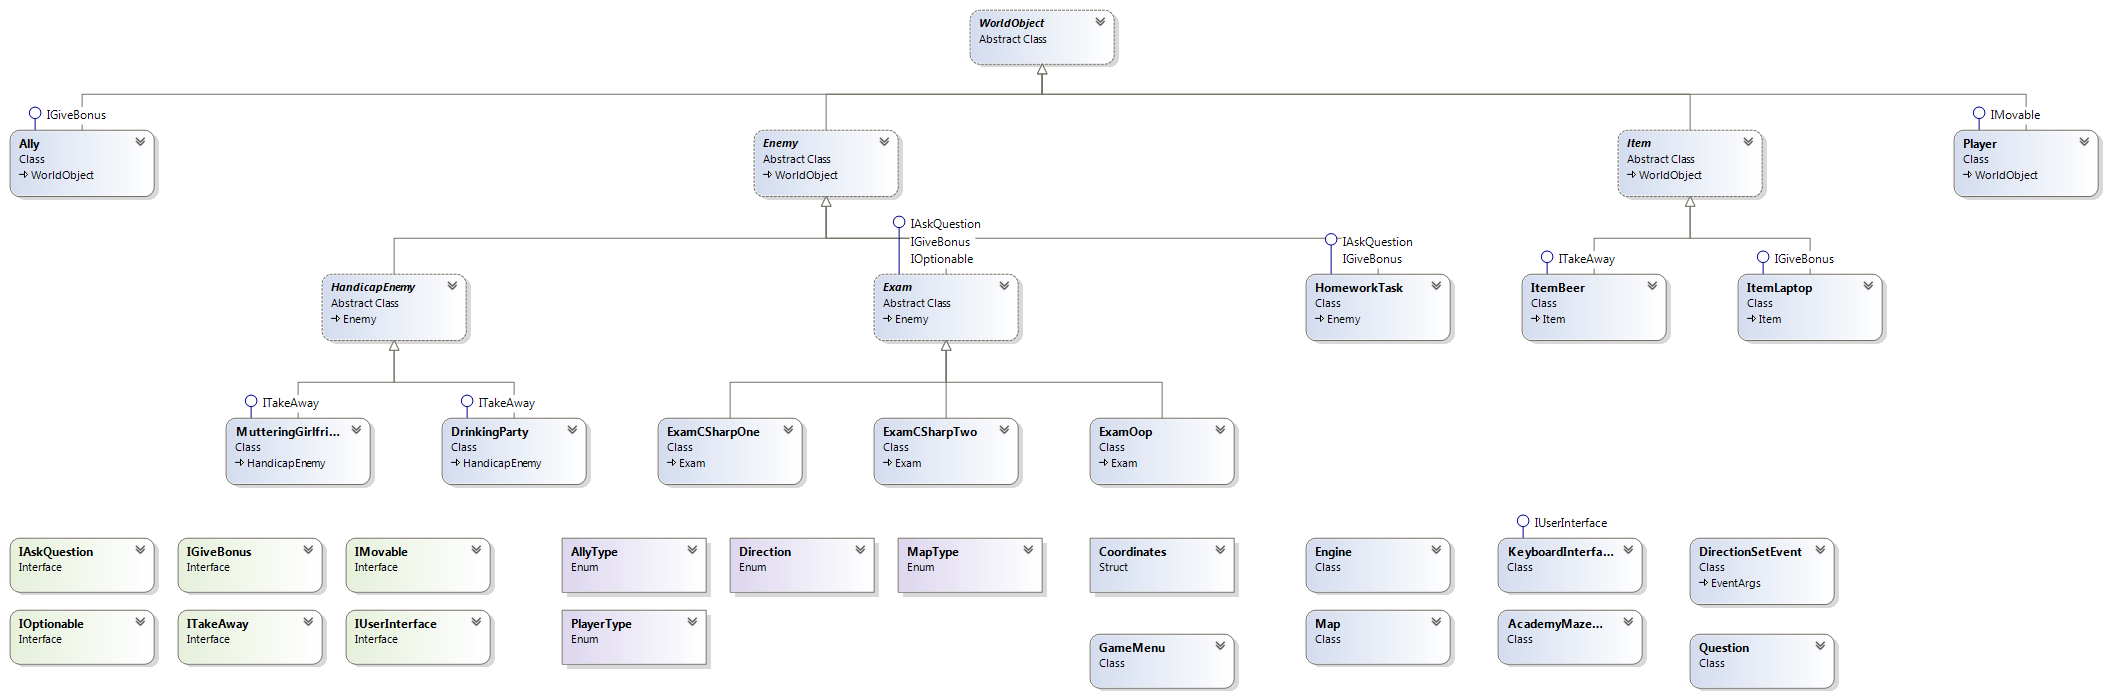 WorldObject
Abstract Class
IGiveBonus
Ally
Class
WorldObject
Enemy
Abstract Class
WorldObject
Item
Abstract Class
WorldObject
IMovable
Player
Class
WorldObject
HandicapEnemy
Abstract Class
Enemy
IAskQuestion
IGiveBonus
IOptionable
Exam
Abstract Class
Enemy
IAskQuestion
IGiveBonus
HomeworkTask
Class
Enemy
ITakeAway
ItemBeer
Class
Item
IGiveBonus
ItemLaptop
Class
Item
ITakeAway
MutteringGirlfri...
Class
HandicapEnemy
ITakeAway
DrinkingParty
Class
HandicapEnemy
ExamCSharpOne
Class
Exam
ExamCSharpTwo
Class
Exam
ExamOop
Class
Exam
IAskQuestion
Interface
IGiveBonus
Interface
IMovable
Interface
AllyType
Enum
Direction
Enum
MapType
Enum
Coordinates
Struct
Engine
Class
IUserInterface
KeyboardInterfa...
Class
DirectionSetEvent
Class
EventArgs
IOptionable
Interface
ITakeAway
Interface
IUserInterface
Interface
PlayerType
Enum
GameMenu
Class
Map
Class
AcademyMaze...
Class
Question
Class